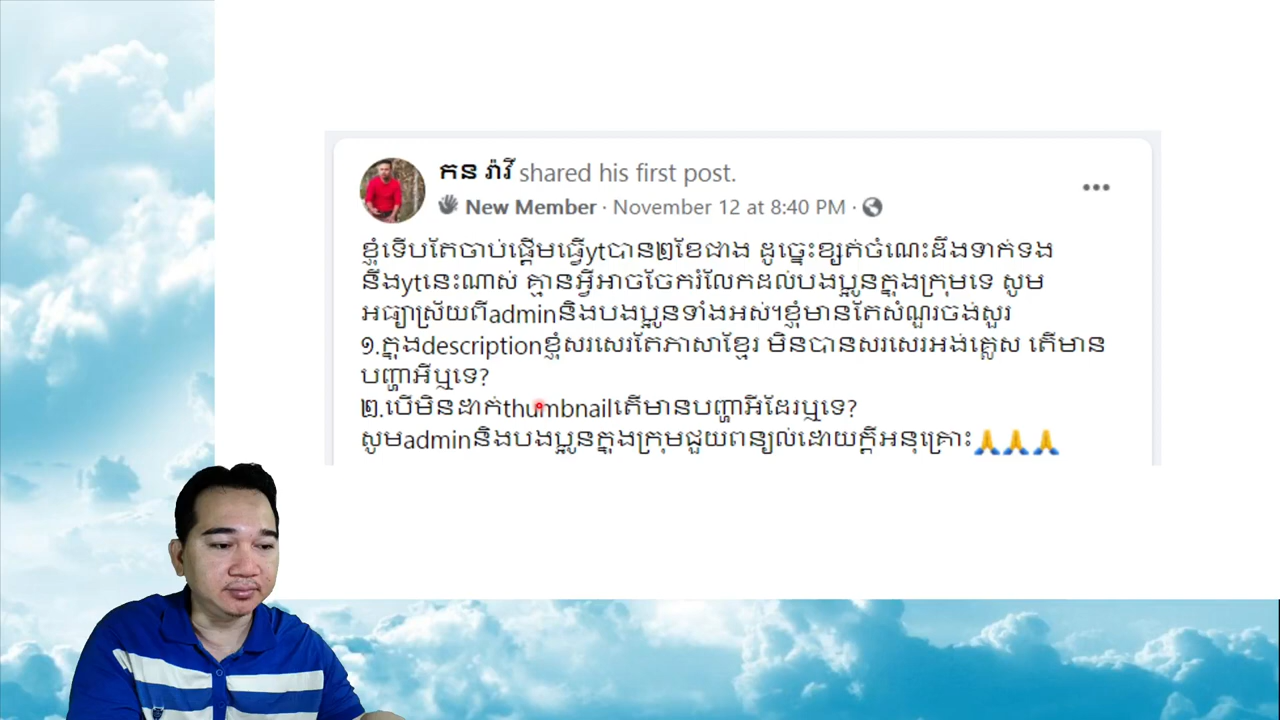 កន រ៉ាវី shared his first post.
New Member · November 12 at 8:40 PM ·
ខ្ញុំទើបតែចាប់ផ្ដើមធ្វើytបាន២ខែជាង ដូច្នេះខ្សត់ចំណេះដឹងទាក់ទង
នឹងytនេះណាស់ គ្មានអ្វីអាចចែករំលែកដល់បងប្អូនក្នុងក្រុមទេ សូម
អធ្យាស្រ័យពីadminនិងបងប្អូនទាំងអស់។ខ្ញុំមានតែសំណួរចង់សួរ
១.ក្នុងdescriptionខ្ញុំសរសេរតែភាសាខ្មែរ មិនបានសរសេរអង់គ្លេស តើមាន
បញ្ហាអីឬទេ?
២.បើមិនដាក់thumbnailតើមានបញ្ហាអីដែរឬទេ?
សូមadminនិងបងប្អូនក្នុងក្រុមជួយពន្យល់ដោយក្ដីអនុគ្រោះ🙏🙏🙏